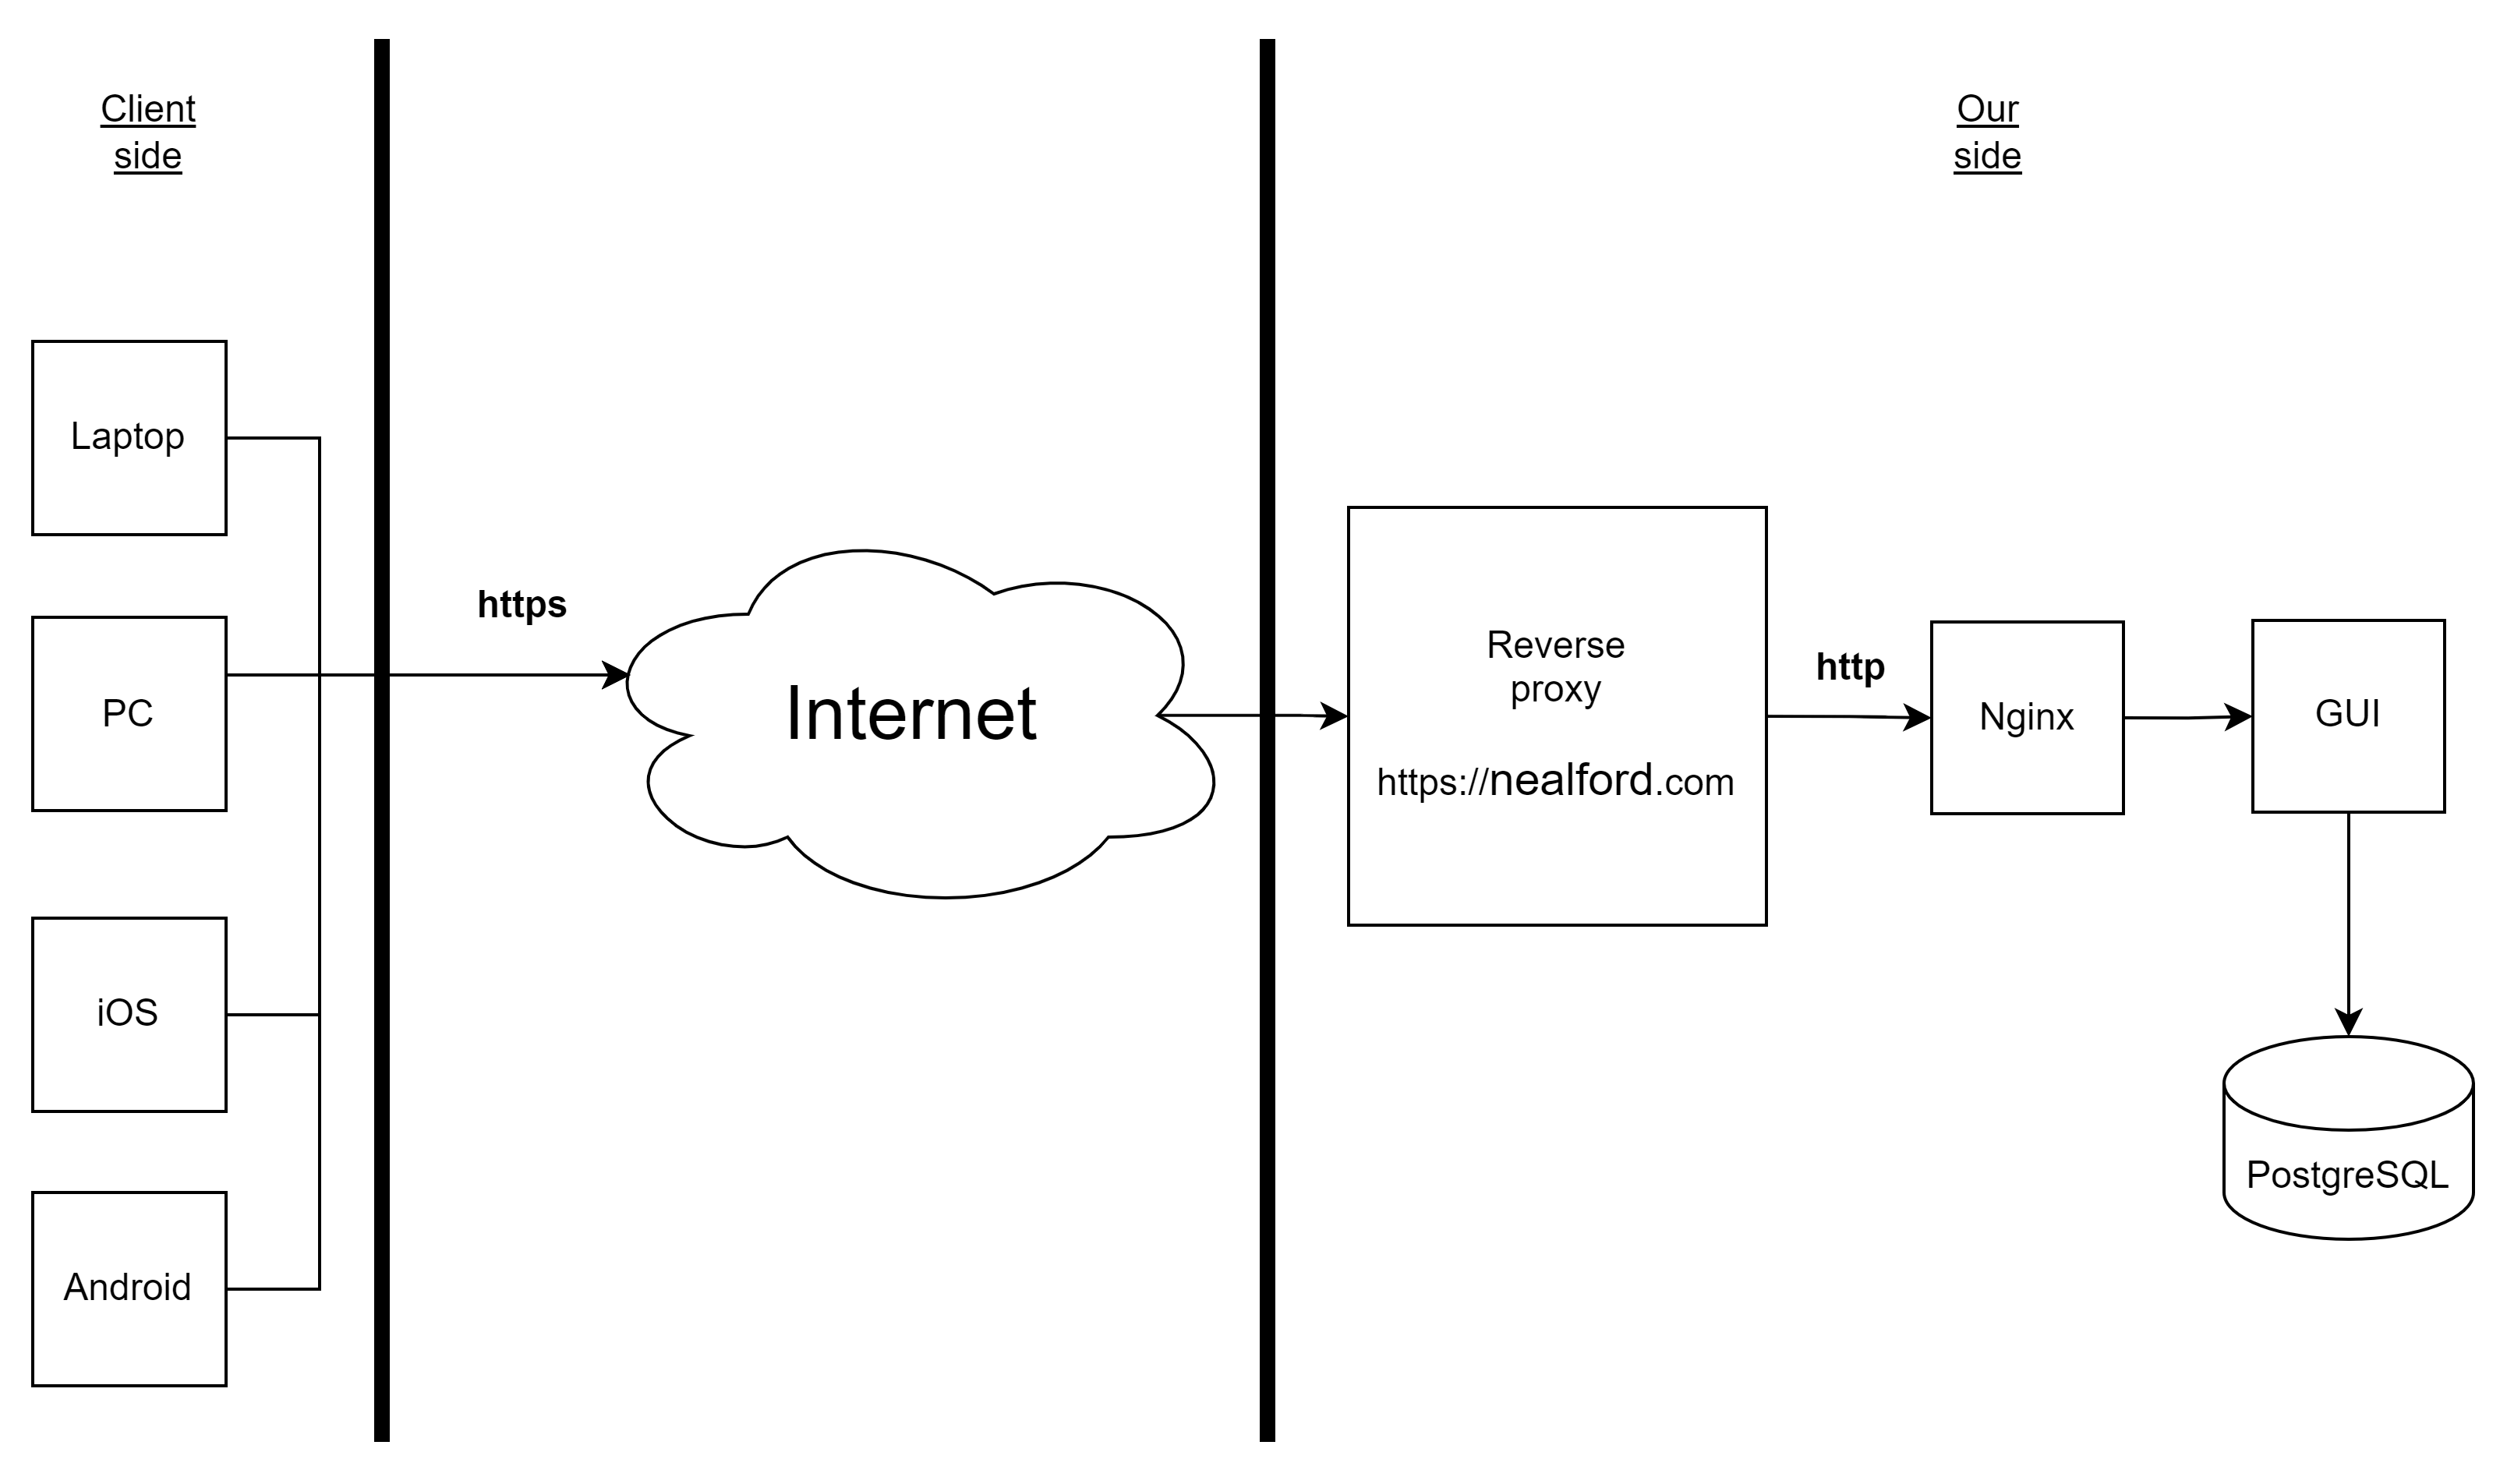 Client
side
Our
side
Laptop
PC
iOS
Android
https
Internet
Reverse
proxy
https://nealford.com
http
Nginx
GUI
PostgreSQL